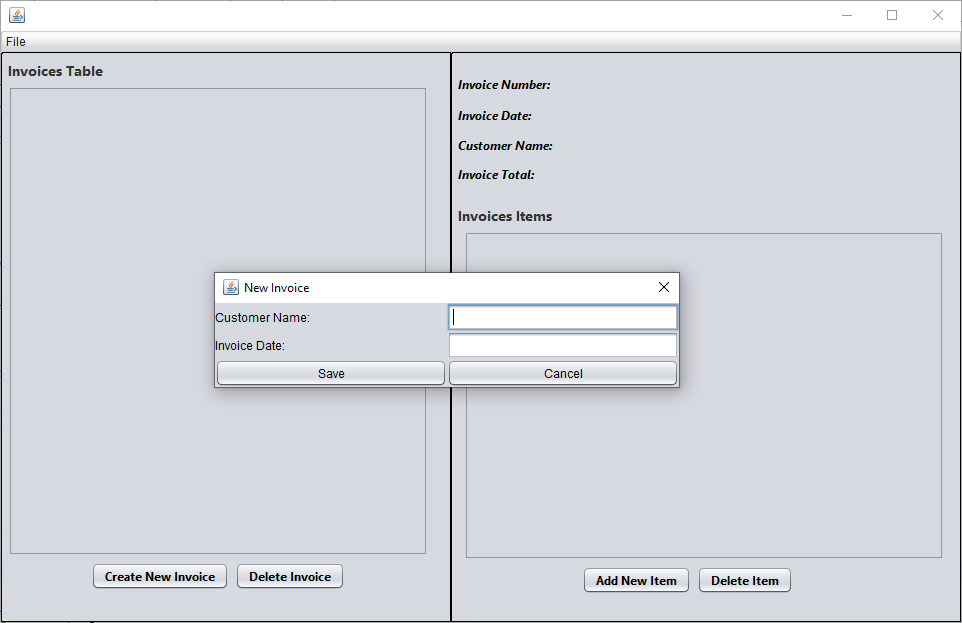 File
Invoices Table
Invoice Number:
Invoice Date:
Customer Name:
Invoice Total:
Invoices Items
New Invoice
Customer Name:
Invoice Date:
Save Cancel
Create New Invoice Delete Invoice
Add New Item Delete Item